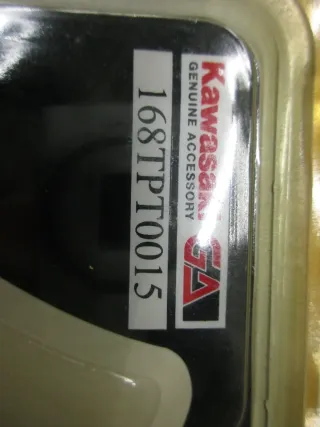 Kawasaki GA
GENUINE ACCESSORY
168TPT0015